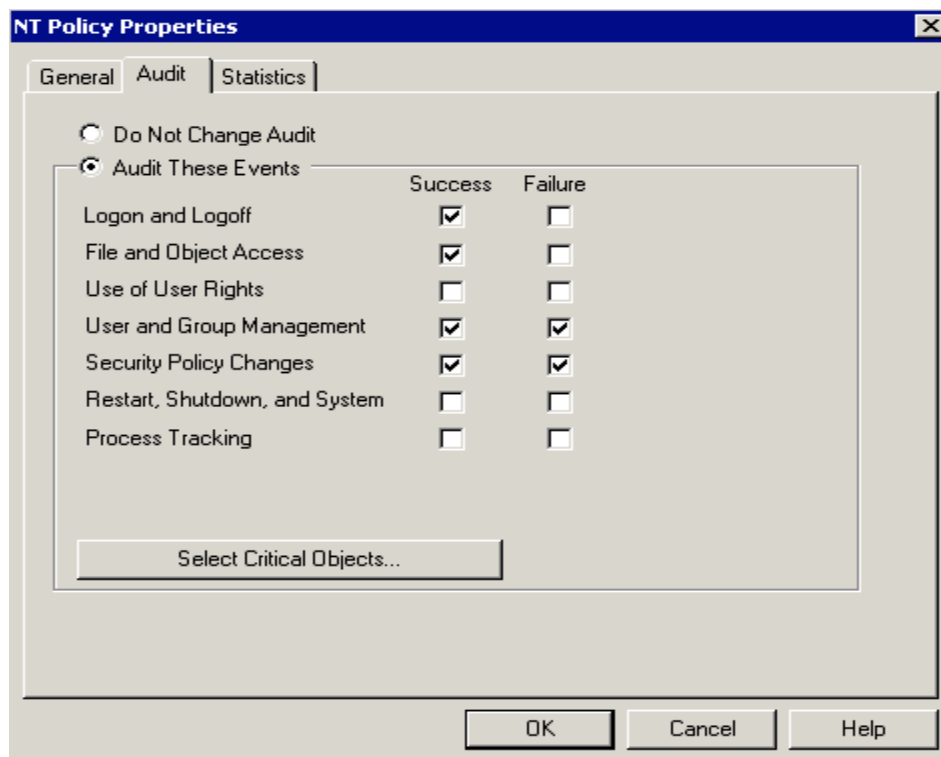 NT Policy Properties
General Audit Statistics
Do Not Change Audit
Audit These Events
Success Failure
Logon and Logoff
File and Object Access
Use of User Rights
User and Group Management
Security Policy Changes
Restart, Shutdown, and System
Process Tracking
Select Critical Objects...
OK Cancel Help